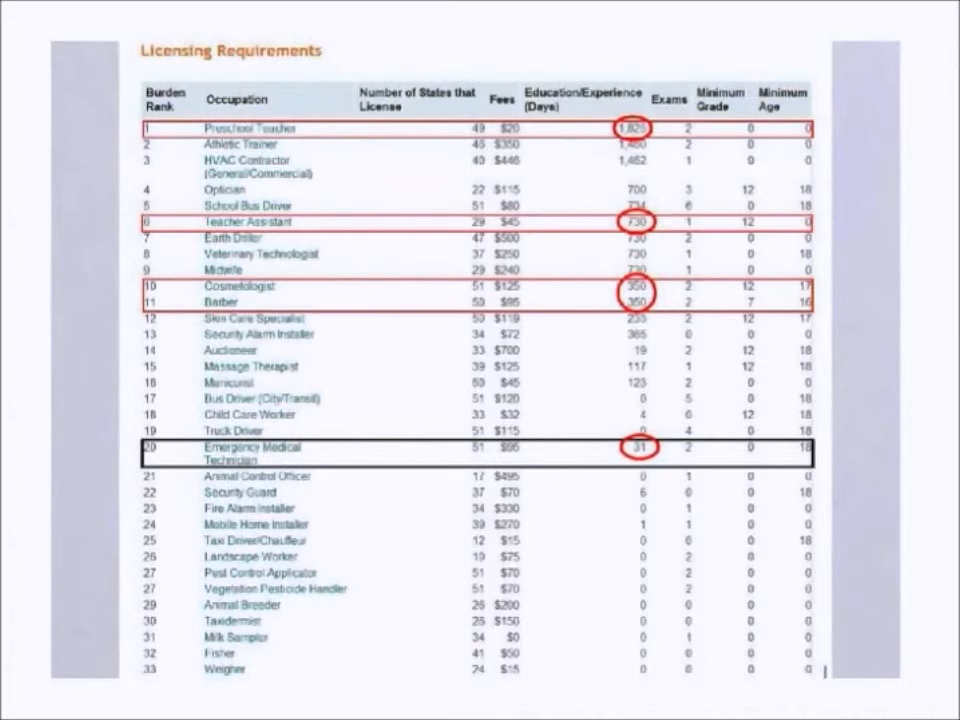 Licensing Requirements
Burden Rank Occupation Number of States that License Fees Education/Experience (Days) Exams Minimum Grade Minimum Age
1 Preschool Teacher 49 $20 1,825 2 0 0
2 Athletic Trainer 46 $350 1,460 2 0 0
3 HVAC Contractor 40 $446 1,462 1 0 0
(General/Commercial)
4 Optician 22 $115 700 3 12 18
5 School Bus Driver 51 $80 734 6 0 18
6 Teacher Assistant 29 $45 730 1 12 0
7 Earth Driller 47 $500 730 2 0 0
8 Veterinary Technologist 37 $250 730 1 0 18
9 Midwife 29 $240 730 1 0 0
10 Cosmetologist 51 $125 350 2 12 17
11 Barber 50 $95 350 2 7 16
12 Skin Care Specialist 50 $119 233 2 12 17
13 Security Alarm Installer 34 $72 365 0 0 0
14 Auctioneer 33 $700 19 2 12 18
15 Massage Therapist 39 $125 117 1 12 18
16 Manicurist 50 $45 123 2 0 0
17 Bus Driver (City/Transit) 51 $120 0 5 0 18
18 Child Care Worker 33 $32 4 0 12 18
19 Truck Driver 51 $115 0 4 0 18
20 Emergency Medical 51 $95 31 2 0 18
Technician
21 Animal Control Officer 17 $495 0 1 0 0
22 Security Guard 37 $70 6 0 0 18
23 Fire Alarm Installer 34 $330 0 1 0 0
24 Mobile Home Installer 39 $270 1 1 0 0
25 Taxi Driver/Chauffeur 12 $15 0 0 0 18
26 Landscape Worker 10 $75 0 2 0 0
27 Pest Control Applicator 51 $70 0 2 0 0
27 Vegetation Pesticide Handler 51 $70 0 2 0 0
29 Animal Breeder 26 $200 0 0 0 0
30 Taxidermist 26 $150 0 0 0 0
31 Milk Sampler 34 $0 0 1 0 0
32 Fisher 41 $50 0 0 0 0
33 Weigher 24 $15 0 0 0 0